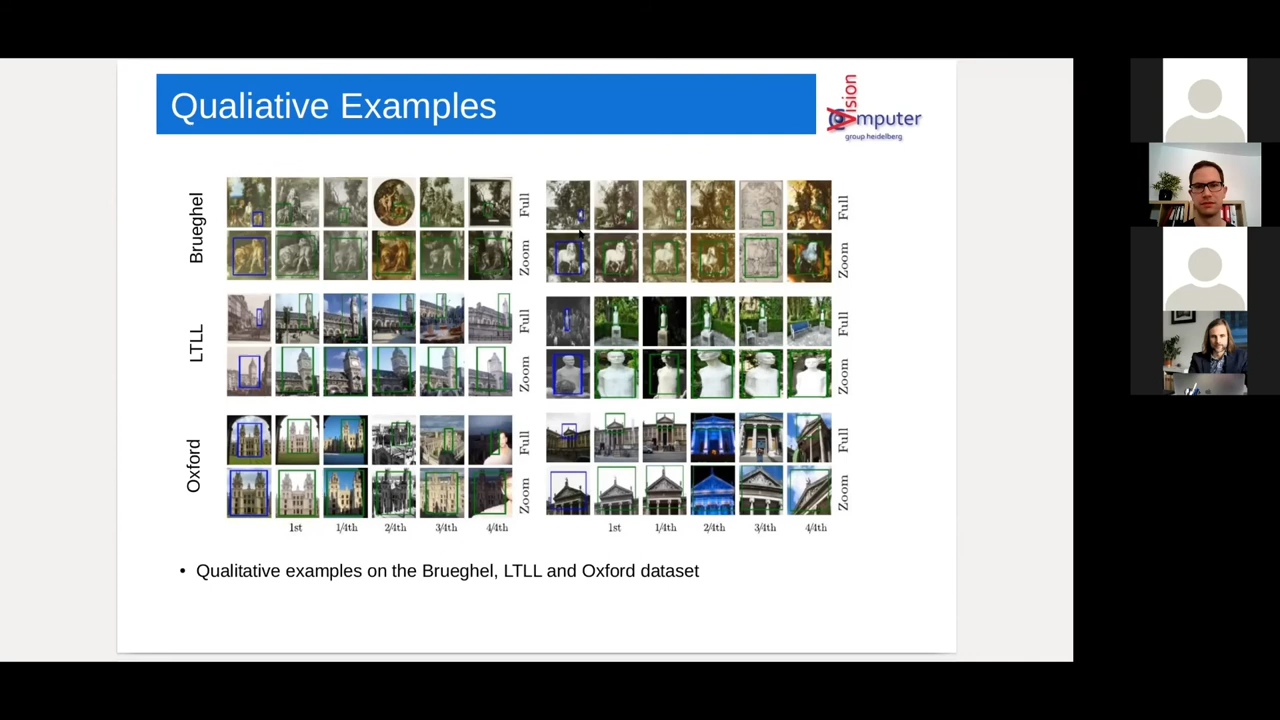 Qualiative Examples
Vision
Computer
group heidelberg
Brueghel
Full
Zoom
Full
Zoom
LTLL
Full
Zoom
Full
Zoom
Oxford
Full
Zoom
Full
Zoom
1st 1/4th 2/4th 3/4th 4/4th 1st 1/4th 2/4th 3/4th 4/4th
• Qualitative examples on the Brueghel, LTLL and Oxford dataset